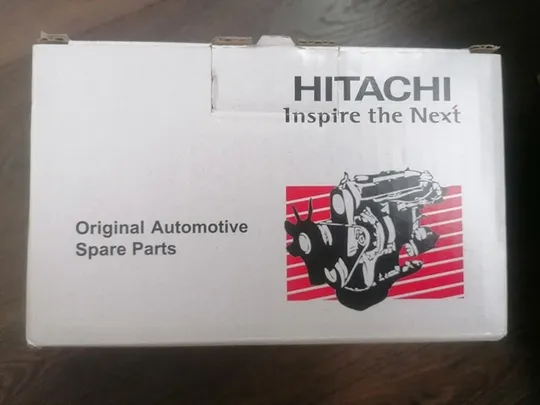 HITACHI
Inspire the Next
Original Automotive
Spare Parts